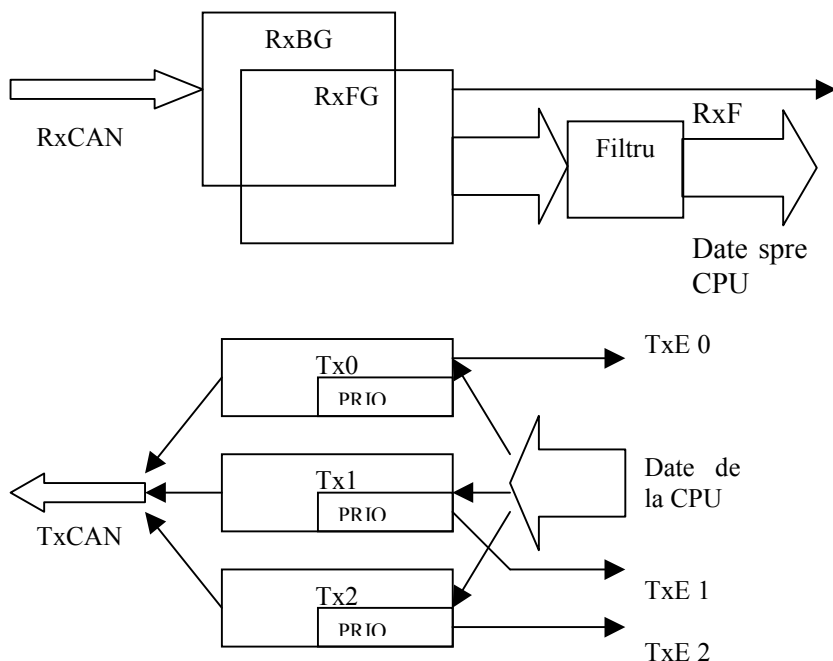 RxBG
RxFG
RxCAN
RxF
Filtru
Date spre
CPU
TxE 0
Tx0
PRIO
Date de
la CPU
Tx1
PRIO
TxCAN
TxE 1
Tx2
PRIO
TxE 2